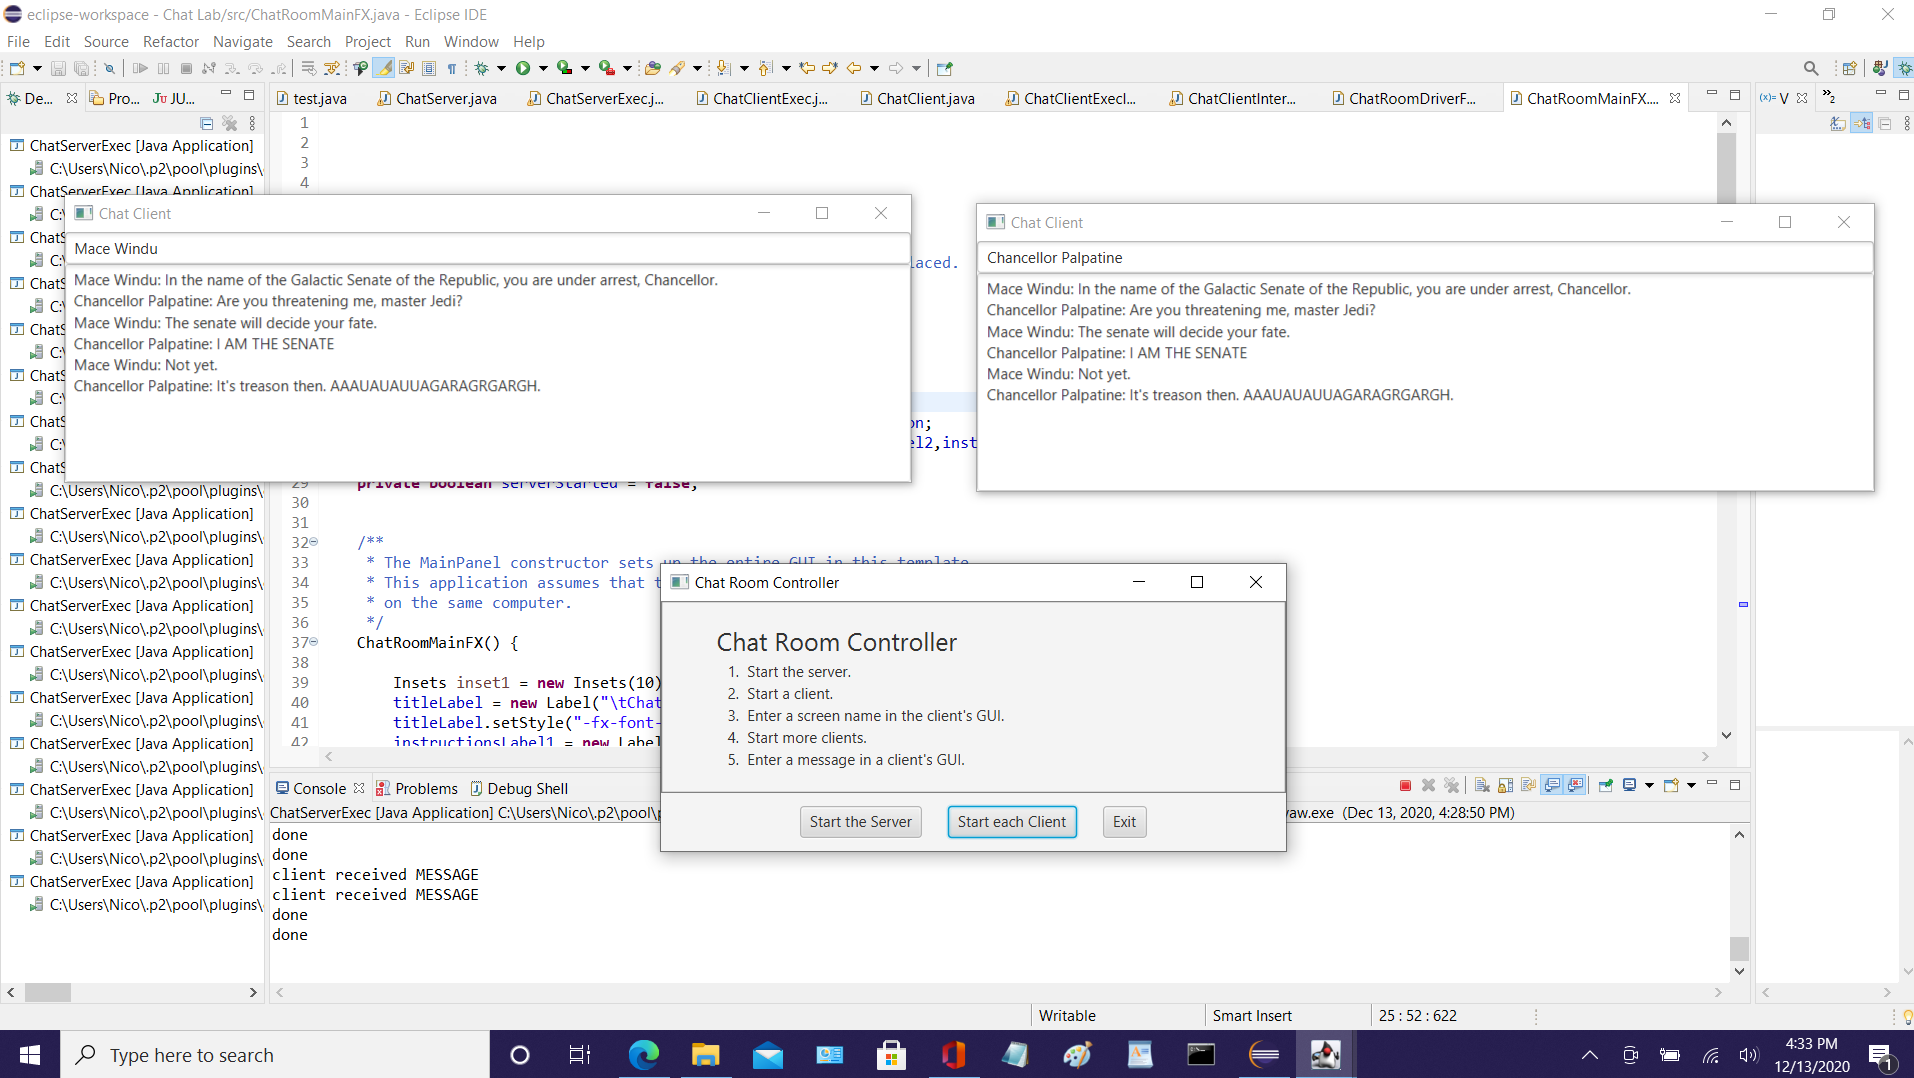 eclipse-workspace - Chat Lab/src/ChatRoomMainFX.java - Eclipse IDE
File Edit Source Refactor Navigate Search Project Run Window Help
De... Pro... JU...
test.java ChatServer.java ChatServerExec.j... ChatClientExec.j... ChatClient.java ChatClientExecI... ChatClientInter... ChatRoomDriverF... ChatRoomMainFX....
(x)= V »2
ChatServerExec [Java Application]
C:\Users\Nico\.p2\pool\plugins\
ChatServerExec [Java Application]
C:\
ChatS
C:\
ChatS
C:\
ChatS
C:\
ChatS
C:\
ChatS
C:\
ChatS
C:\Users\Nico\.p2\pool\plugins\
ChatServerExec [Java Application]
C:\Users\Nico\.p2\pool\plugins\
ChatServerExec [Java Application]
C:\Users\Nico\.p2\pool\plugins\
ChatServerExec [Java Application]
C:\Users\Nico\.p2\pool\plugins\
ChatServerExec [Java Application]
C:\Users\Nico\.p2\pool\plugins\
ChatServerExec [Java Application]
C:\Users\Nico\.p2\pool\plugins\
ChatServerExec [Java Application]
C:\Users\Nico\.p2\pool\plugins\
ChatServerExec [Java Application]
C:\Users\Nico\.p2\pool\plugins\
ChatServerExec [Java Application]
C:\Users\Nico\.p2\pool\plugins\
ChatServerExec [Java Application]
C:\Users\Nico\.p2\pool\plugins\
1
2
3
4
laced.
on;
el2,inst
29 private boolean serverStarted = false;
30
31
32 /**
33 * The MainPanel constructor sets up the entire GUI in this template.
34 * This application assumes that t
35 * on the same computer.
36 */
37 ChatRoomMainFX() {
38
39 Insets inset1 = new Insets(10)
40 titleLabel = new Label("\tChat
41 titleLabel.setStyle("-fx-font-
42 instructionsLabel1 = new Label
Chat Client
Mace Windu
Mace Windu: In the name of the Galactic Senate of the Republic, you are under arrest, Chancellor.
Chancellor Palpatine: Are you threatening me, master Jedi?
Mace Windu: The senate will decide your fate.
Chancellor Palpatine: I AM THE SENATE
Mace Windu: Not yet.
Chancellor Palpatine: It's treason then. AAAUAUAUUAGARAGRGARGH.
Chat Client
Chancellor Palpatine
Mace Windu: In the name of the Galactic Senate of the Republic, you are under arrest, Chancellor.
Chancellor Palpatine: Are you threatening me, master Jedi?
Mace Windu: The senate will decide your fate.
Chancellor Palpatine: I AM THE SENATE
Mace Windu: Not yet.
Chancellor Palpatine: It's treason then. AAAUAUAUUAGARAGRGARGH.
Chat Room Controller
Chat Room Controller
1. Start the server.
2. Start a client.
3. Enter a screen name in the client's GUI.
4. Start more clients.
5. Enter a message in a client's GUI.
Start the Server Start each Client Exit
Console Problems Debug Shell
ChatServerExec [Java Application] C:\Users\Nico\.p2\pool\p
aw.exe (Dec 13, 2020, 4:28:50 PM)
done
done
client received MESSAGE
client received MESSAGE
done
done
Writable Smart Insert 25 : 52 : 622
Type here to search
4:33 PM
12/13/2020
1